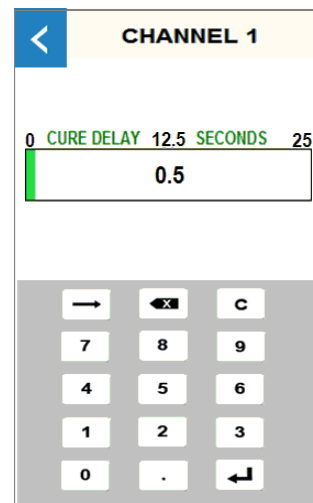 CHANNEL 1
0 CURE DELAY 12.5 SECONDS 25
0.5
C
7 8 9
4 5 6
1 2 3
0 .